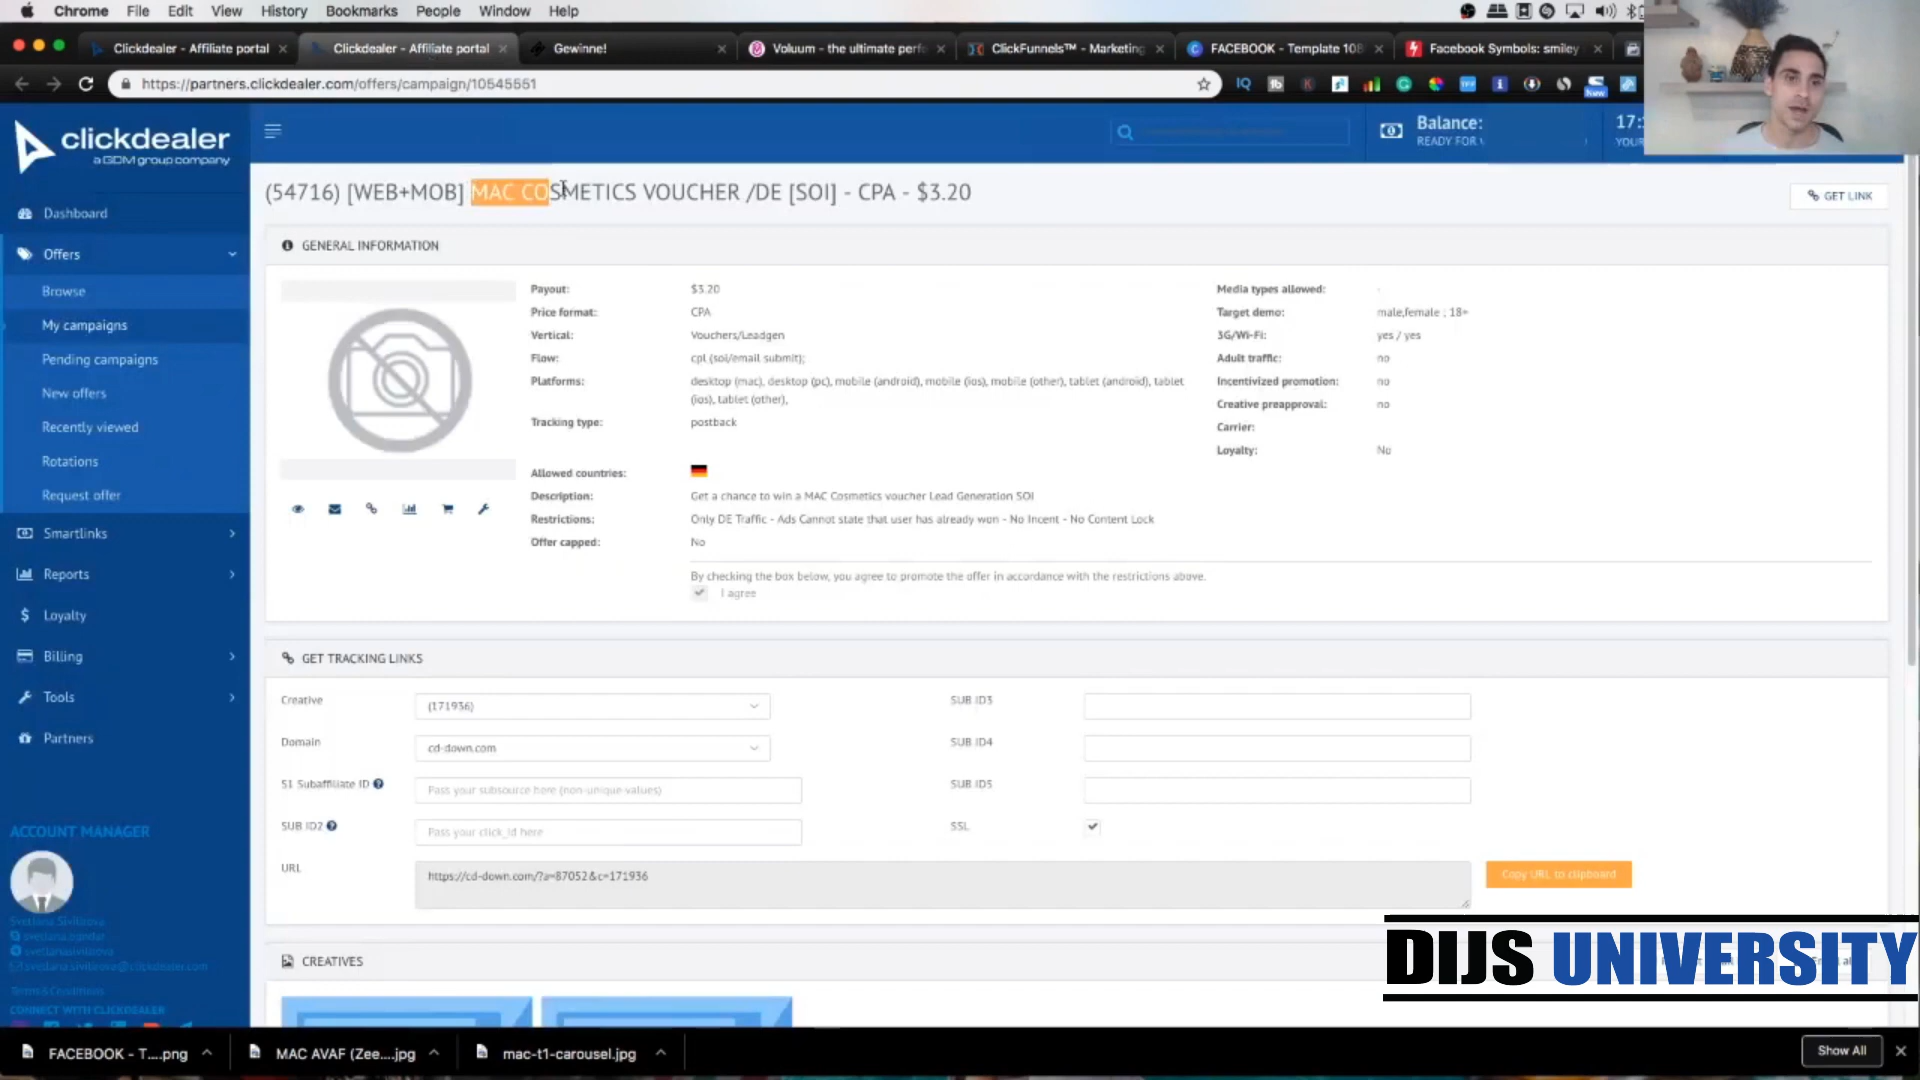 Chrome File Edit View History Bookmarks People Window Help
Clickdealer - Affiliate portal
Clickdealer - Affiliate portal
Gewinne!
Voluum - the ultimate perfo
ClickFunnels™ - Marketing
FACEBOOK - Template 108
Facebook Symbols: smiley
https://partners.clickdealer.com/offers/campaign/10545551
clickdealer
a GDM group company
Balance:
READY FOR
17:
YOUR
(54716) [WEB+MOB] MAC COSMETICS VOUCHER /DE [SOI] - CPA - $3.20
GET LINK
Dashboard
Offers
Browse
My campaigns
Pending campaigns
New offers
Recently viewed
Rotations
Request offer
Smartlinks
Reports
Loyalty
Billing
Tools
Partners
ACCOUNT MANAGER
Svetlana Sivilirova
Terms & Conditions
CONNECT WITH CLICKDEALER
GENERAL INFORMATION
Payout: $3.20
Price format: CPA
Vertical: Vouchers/Leadgen
Flow: cpl (soi/email submit);
Platforms: desktop (mac), desktop (pc), mobile (android), mobile (ios), mobile (other), tablet (android), tablet
(ios), tablet (other),
Tracking type: postback
Allowed countries:
Description: Get a chance to win a MAC Cosmetics voucher Lead Generation SOI
Restrictions: Only DE Traffic - Ads Cannot state that user has already won - No Incent - No Content Lock
Offer capped: No
By checking the box below, you agree to promote the offer in accordance with the restrictions above.
I agree
Media types allowed: -
Target demo: male,female ; 18+
3G/Wi-Fi: yes / yes
Adult traffic: no
Incentivized promotion: no
Creative preapproval: no
Carrier:
Loyalty: No
GET TRACKING LINKS
Creative (171936)
Domain cd-down.com
S1 Subaffiliate ID Pass your subsource here (non-unique-values)
SUB ID2 Pass your click_id here
URL https://cd-down.com/?a=87052&c=171936
SUB ID3
SUB ID4
SUB ID5
SSL
Copy URL to clipboard
CREATIVES
DIJS UNIVERSITY
FACEBOOK - T....png
MAC AVAF (Zee....jpg
mac-t1-carousel.jpg
Show All